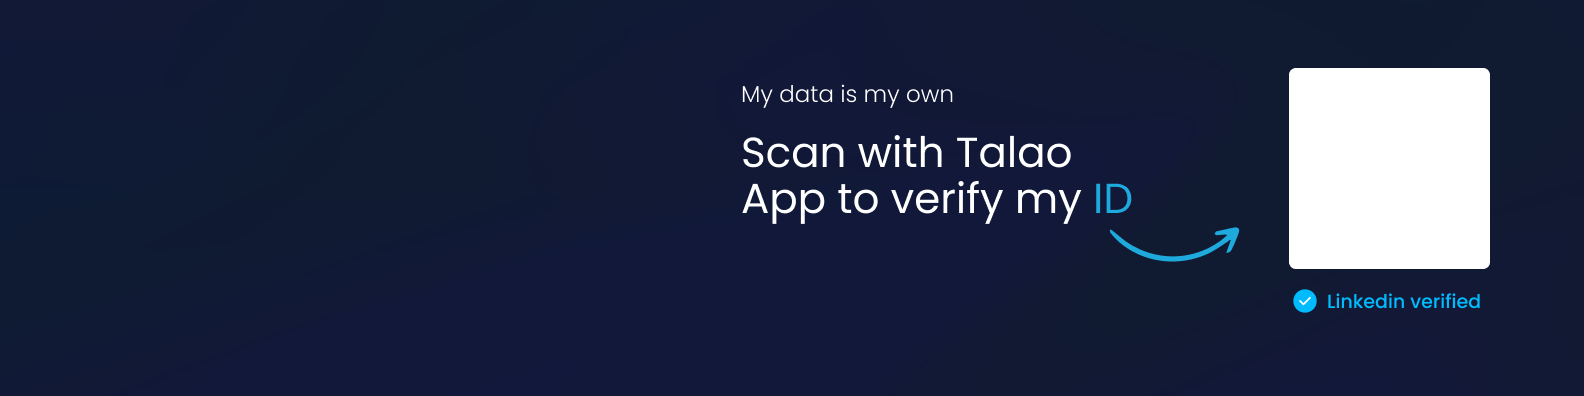 My data is my own
Scan with Talao
App to verify my ID
Linkedin verified